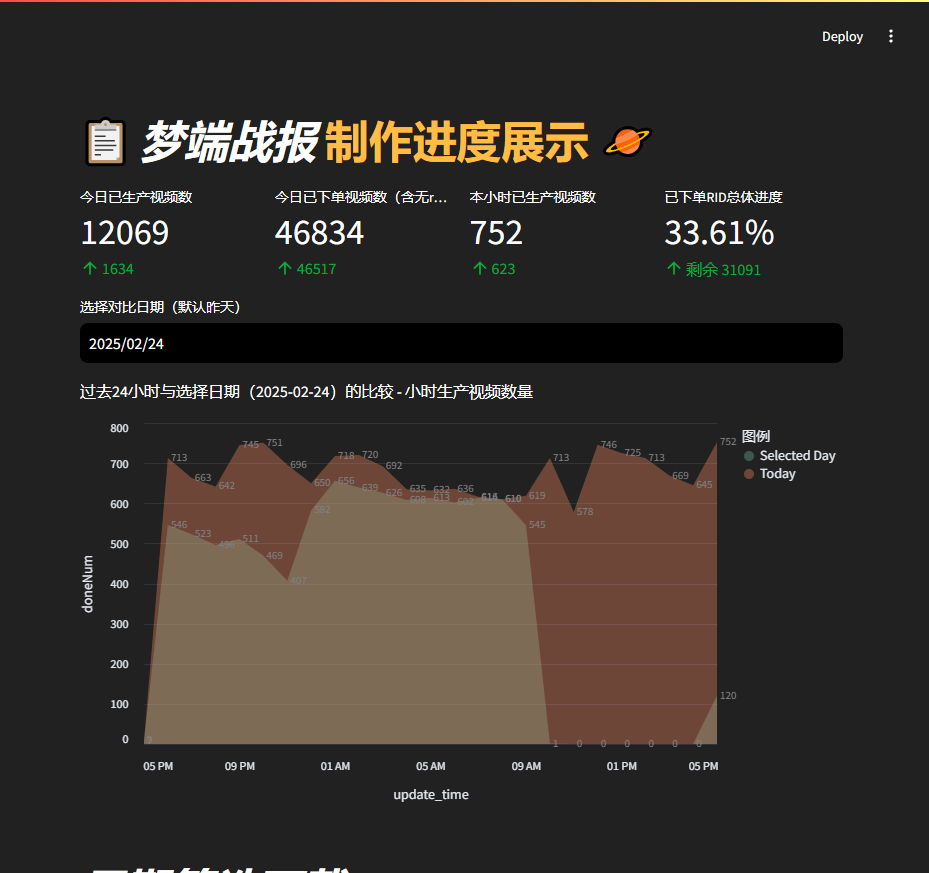 Deploy
梦端战报 制作进度展示
今日已生产视频数
12069
1634
今日已下单视频数（含无r...
46834
46517
本小时已生产视频数
752
623
已下单RID总体进度
33.61%
剩余 31091
选择对比日期（默认昨天）
2025/02/24
过去24小时与选择日期（2025-02-24）的比较 - 小时生产视频数量
图例
Selected Day
Today
doneNum
800
700
600
500
400
300
200
100
0
713 663 642 745 751 696 650 718 720 692 635 632 636 614 610 619 713 578 746 725 713 669 645 752
546 523 496 511 469 407 582 656 639 626 608 613 602 545 1 0 0 0 0 0 0 120
05 PM 09 PM 01 AM 05 AM 09 AM 01 PM 05 PM
update_time